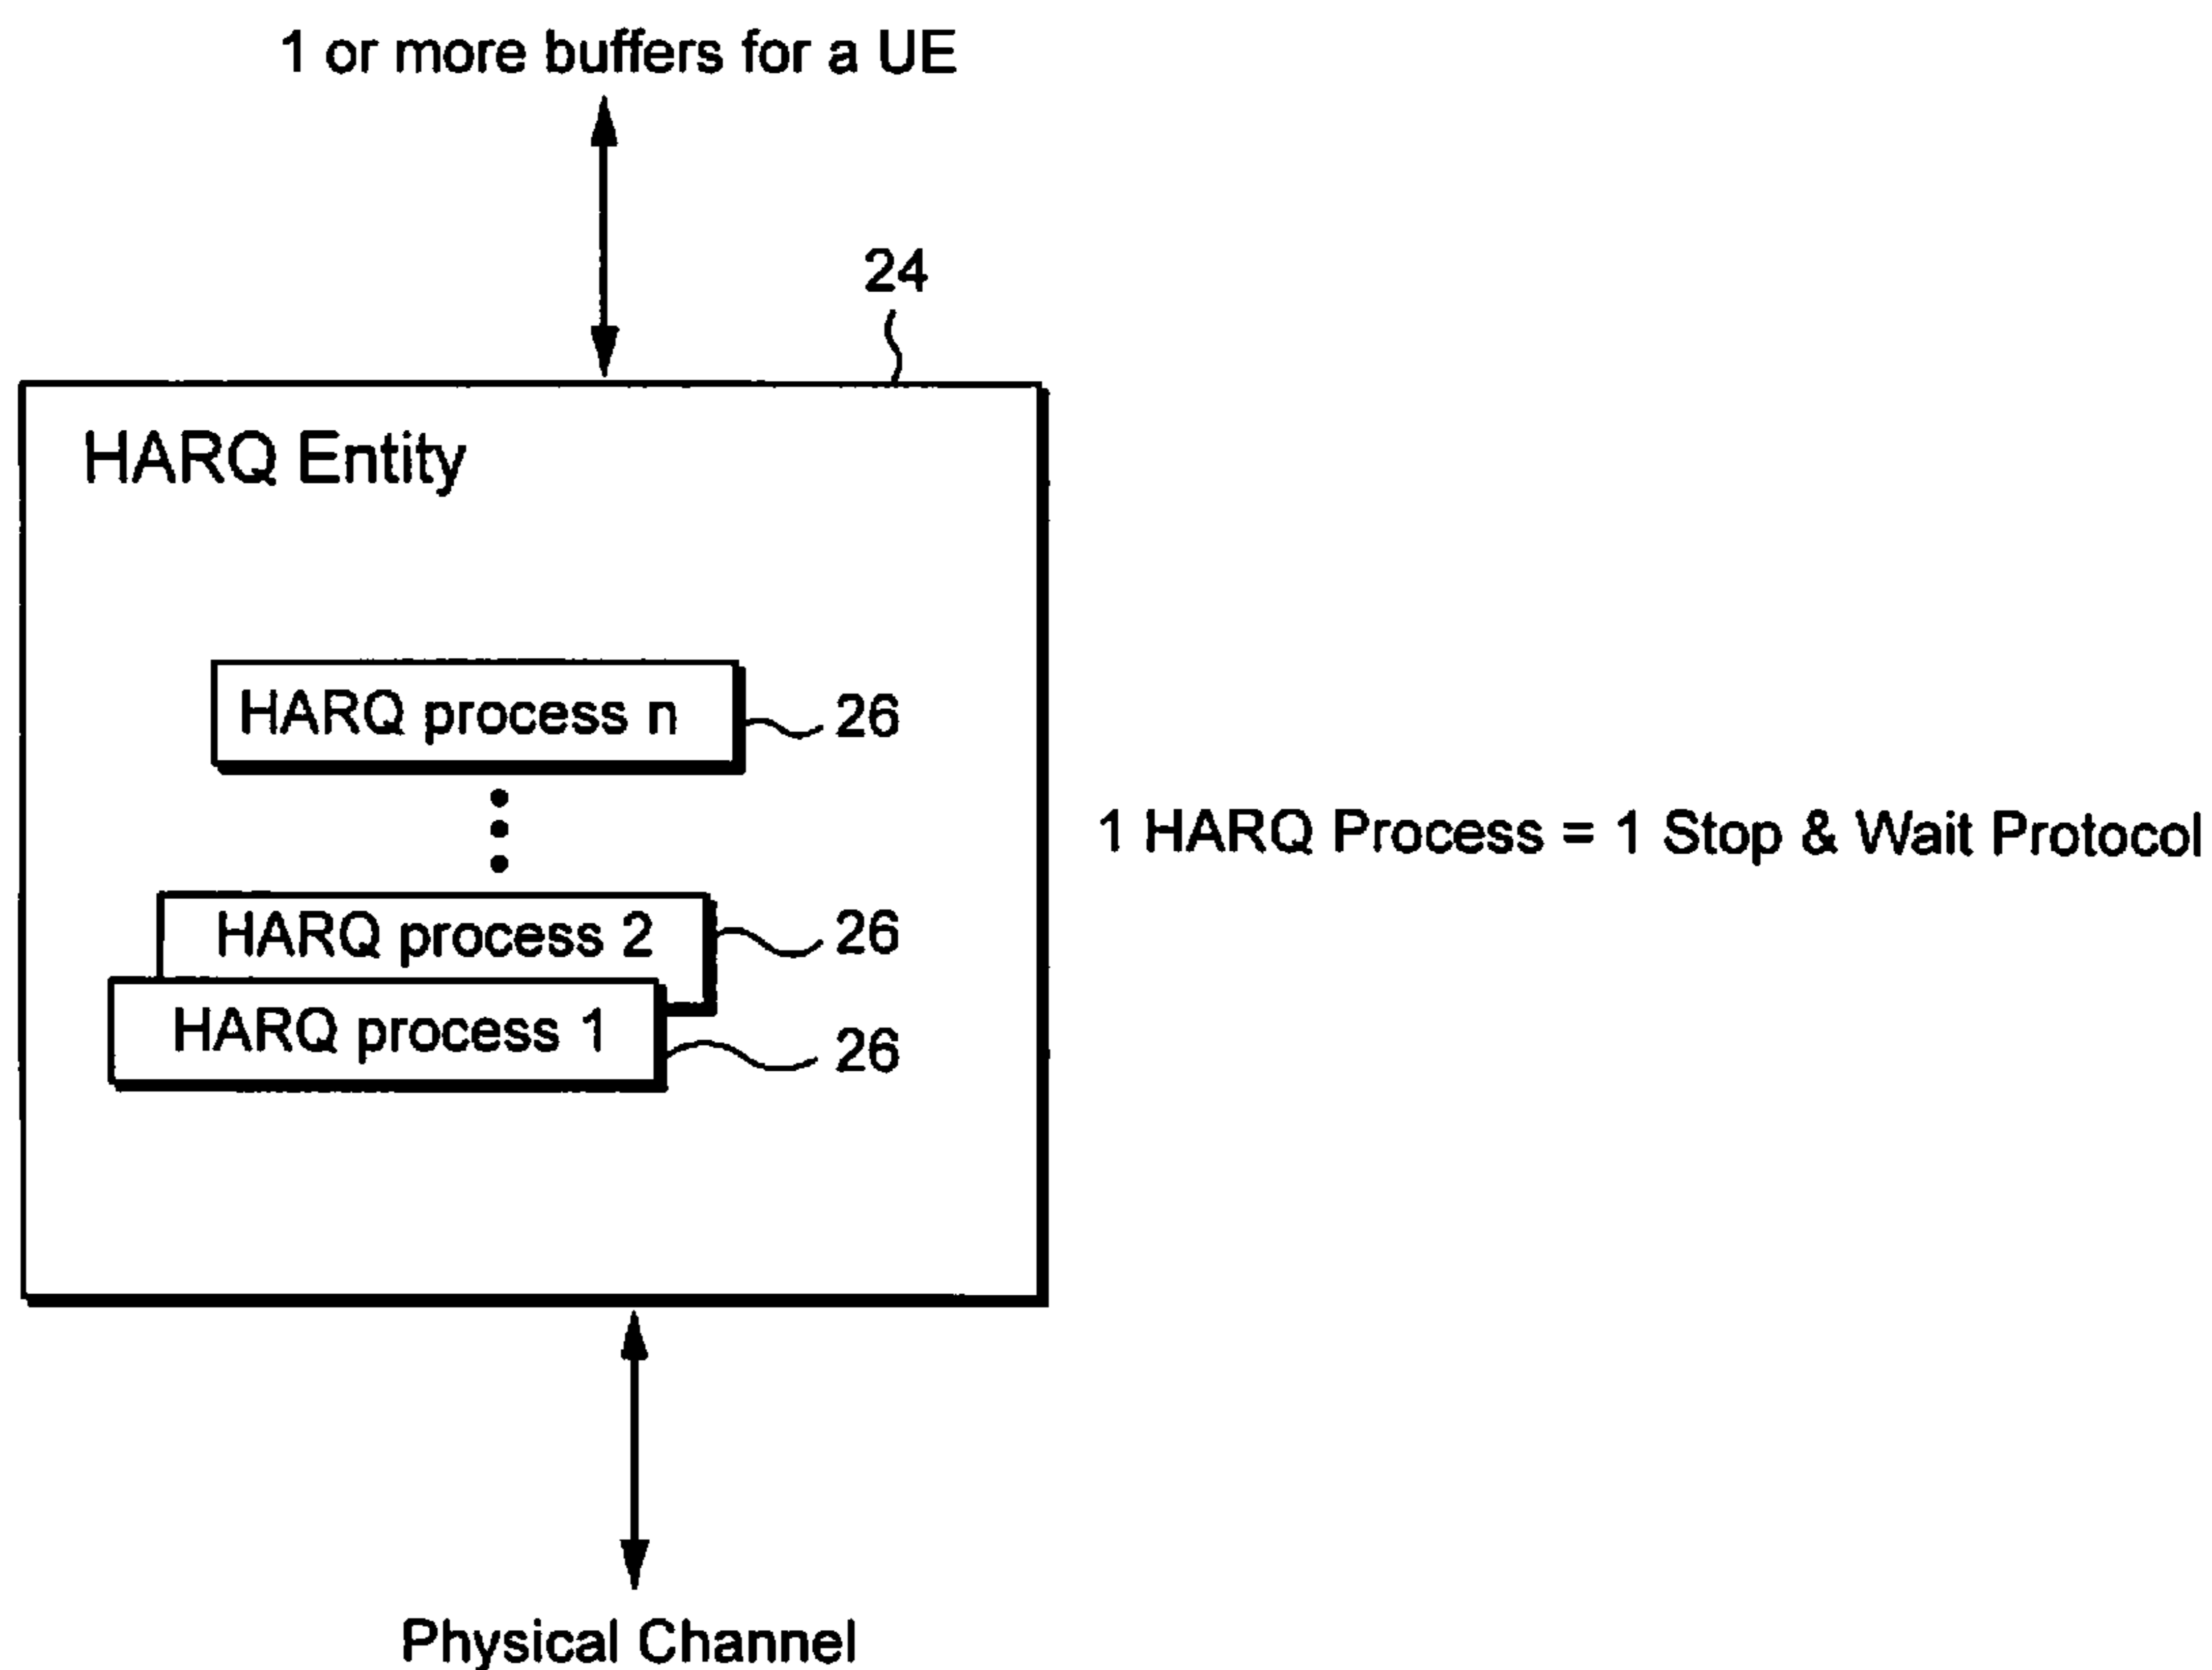 1 or more buffers for a UE
24
HARQ Entity
HARQ process n
26
1 HARQ Process = 1 Stop & Wait Protocol
HARQ process 2
26
HARQ process 1
26
Physical Channel